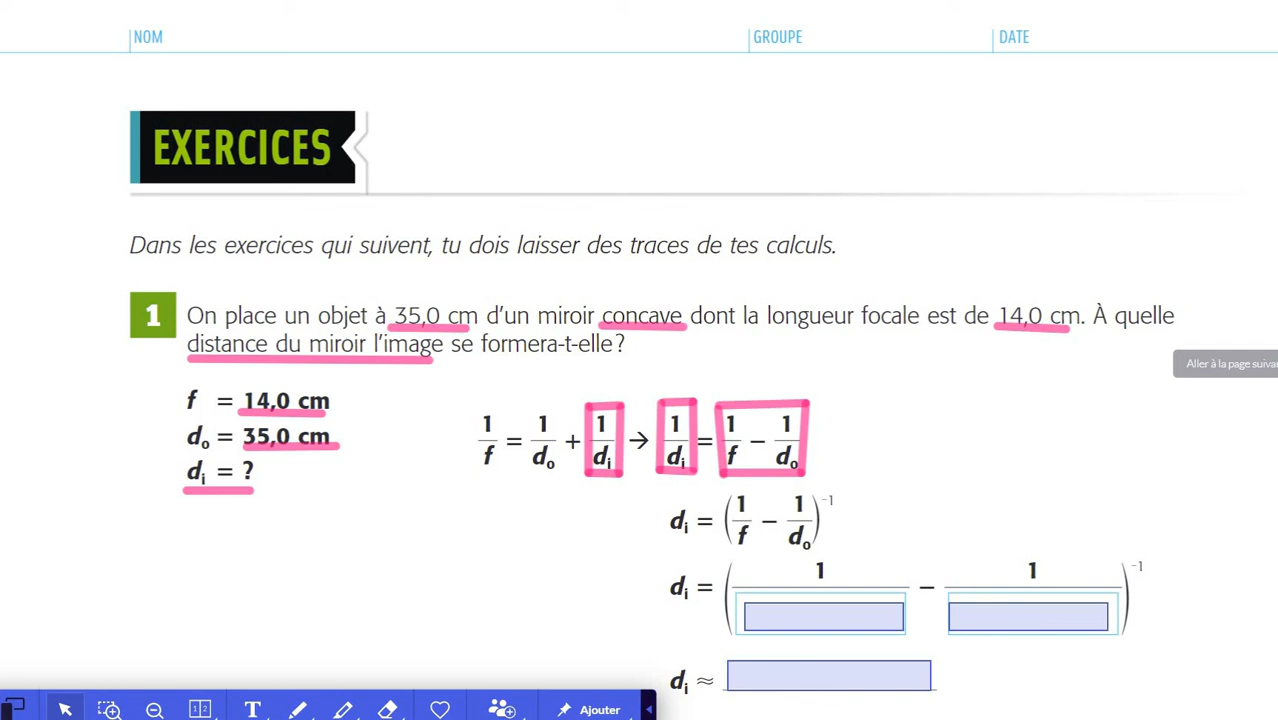 NOM GROUPE DATE
EXERCICES
Dans les exercices qui suivent, tu dois laisser des traces de tes calculs.
1 On place un objet à 35,0 cm d'un miroir concave dont la longueur focale est de 14,0 cm. À quelle
distance du miroir l'image se formera-t-elle ?
Aller à la page suivan
f = 14,0 cm
do = 35,0 cm
di = ?
1/f = 1/do + 1/di → 1/di = 1/f − 1/do
di = (1/f − 1/do)⁻¹
di = (1/ − 1/ )⁻¹
di ≈
1 2 T Ajouter